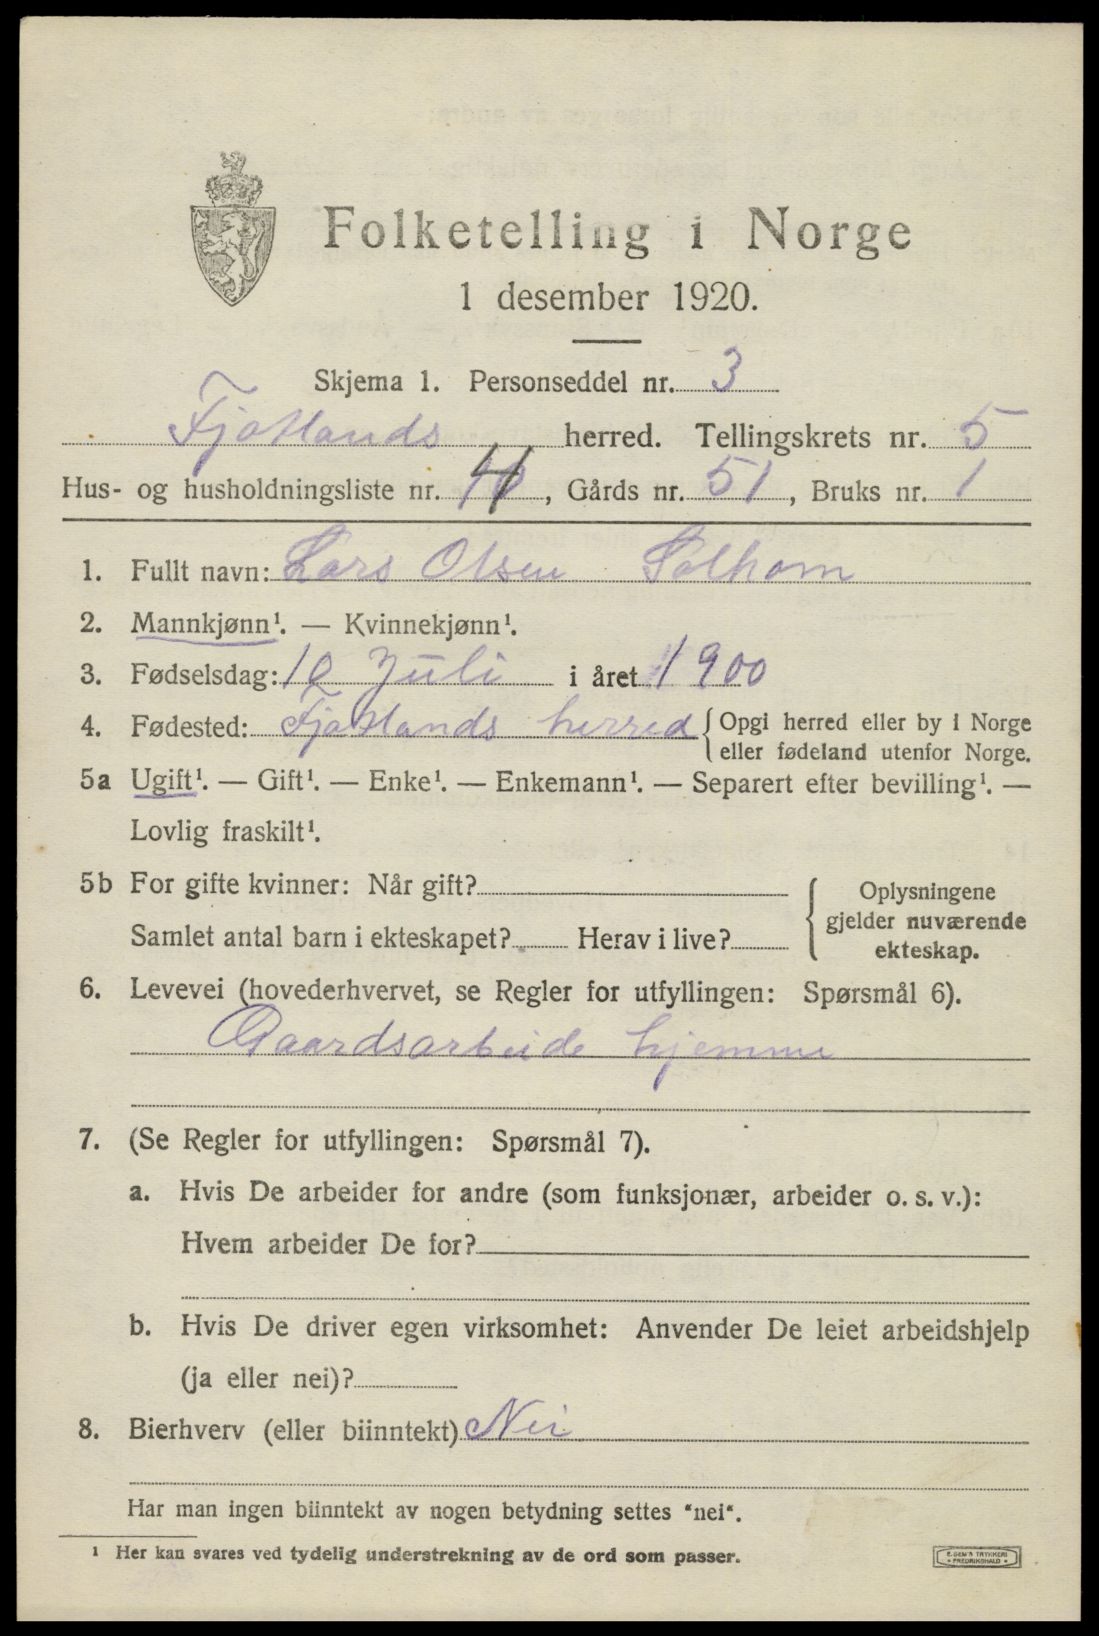 Folketelling i Norge
1 desember 1920.
Skjema 1. Personseddel nr. 3
Fjotlands herred. Tellingskrets nr. 5
Hus- og husholdningsliste nr. , Gårds nr. 51, Bruks nr. 1
1. Fullt navn: Lars Olsen Solhom
2. Mannkjønn¹. — Kvinnekjønn¹.
3. Fødselsdag: 10 Juli i året 1900
4. Fødested: Fjotlands herred {Opgi herred eller by i Norge
eller fødeland utenfor Norge.
5a Ugift¹. — Gift¹. — Enke¹. — Enkemann¹. — Separert efter bevilling¹. —
Lovlig fraskilt¹.
5b For gifte kvinner: Når gift?
Samlet antal barn i ekteskapet? Herav i live?
{ Oplysningene
gjelder nuværende
ekteskap.
6. Levevei (hovederhvervet, se Regler for utfyllingen: Spørsmål 6).
Gaardsarbeide hjemme
7. (Se Regler for utfyllingen: Spørsmål 7).
a. Hvis De arbeider for andre (som funksjonær, arbeider o. s. v.):
Hvem arbeider De for?
b. Hvis De driver egen virksomhet: Anvender De leiet arbeidshjelp
(ja eller nei)?
8. Bierhverv (eller biinntekt) Nei
Har man ingen biinntekt av nogen betydning settes "nei".
¹ Her kan svares ved tydelig understrekning av de ord som passer.
E. SEM'S TRYKKERI
FREDRIKSHALD